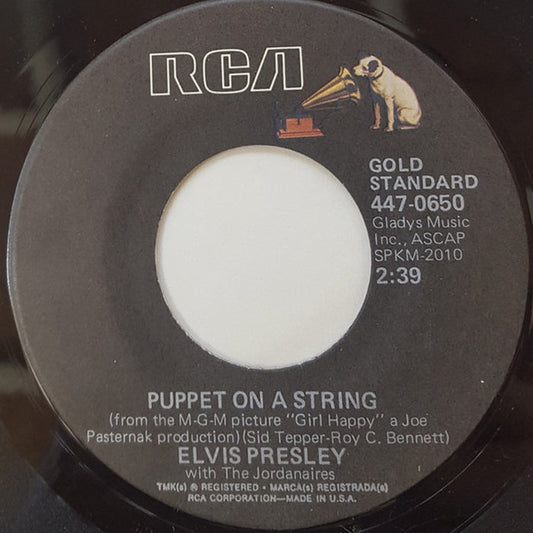 RCA
GOLD
STANDARD
447-0650
Gladys Music
Inc., ASCAP
SPKM-2010
2:39
PUPPET ON A STRING
(from the M-G-M picture "Girl Happy" a Joe
Pasternak production)(Sid Tepper-Roy C. Bennett)
ELVIS PRESLEY
with The Jordanaires
TMK(s) ® REGISTERED • MARCA(s) REGISTRADA(s)
RCA CORPORATION—MADE IN U.S.A.